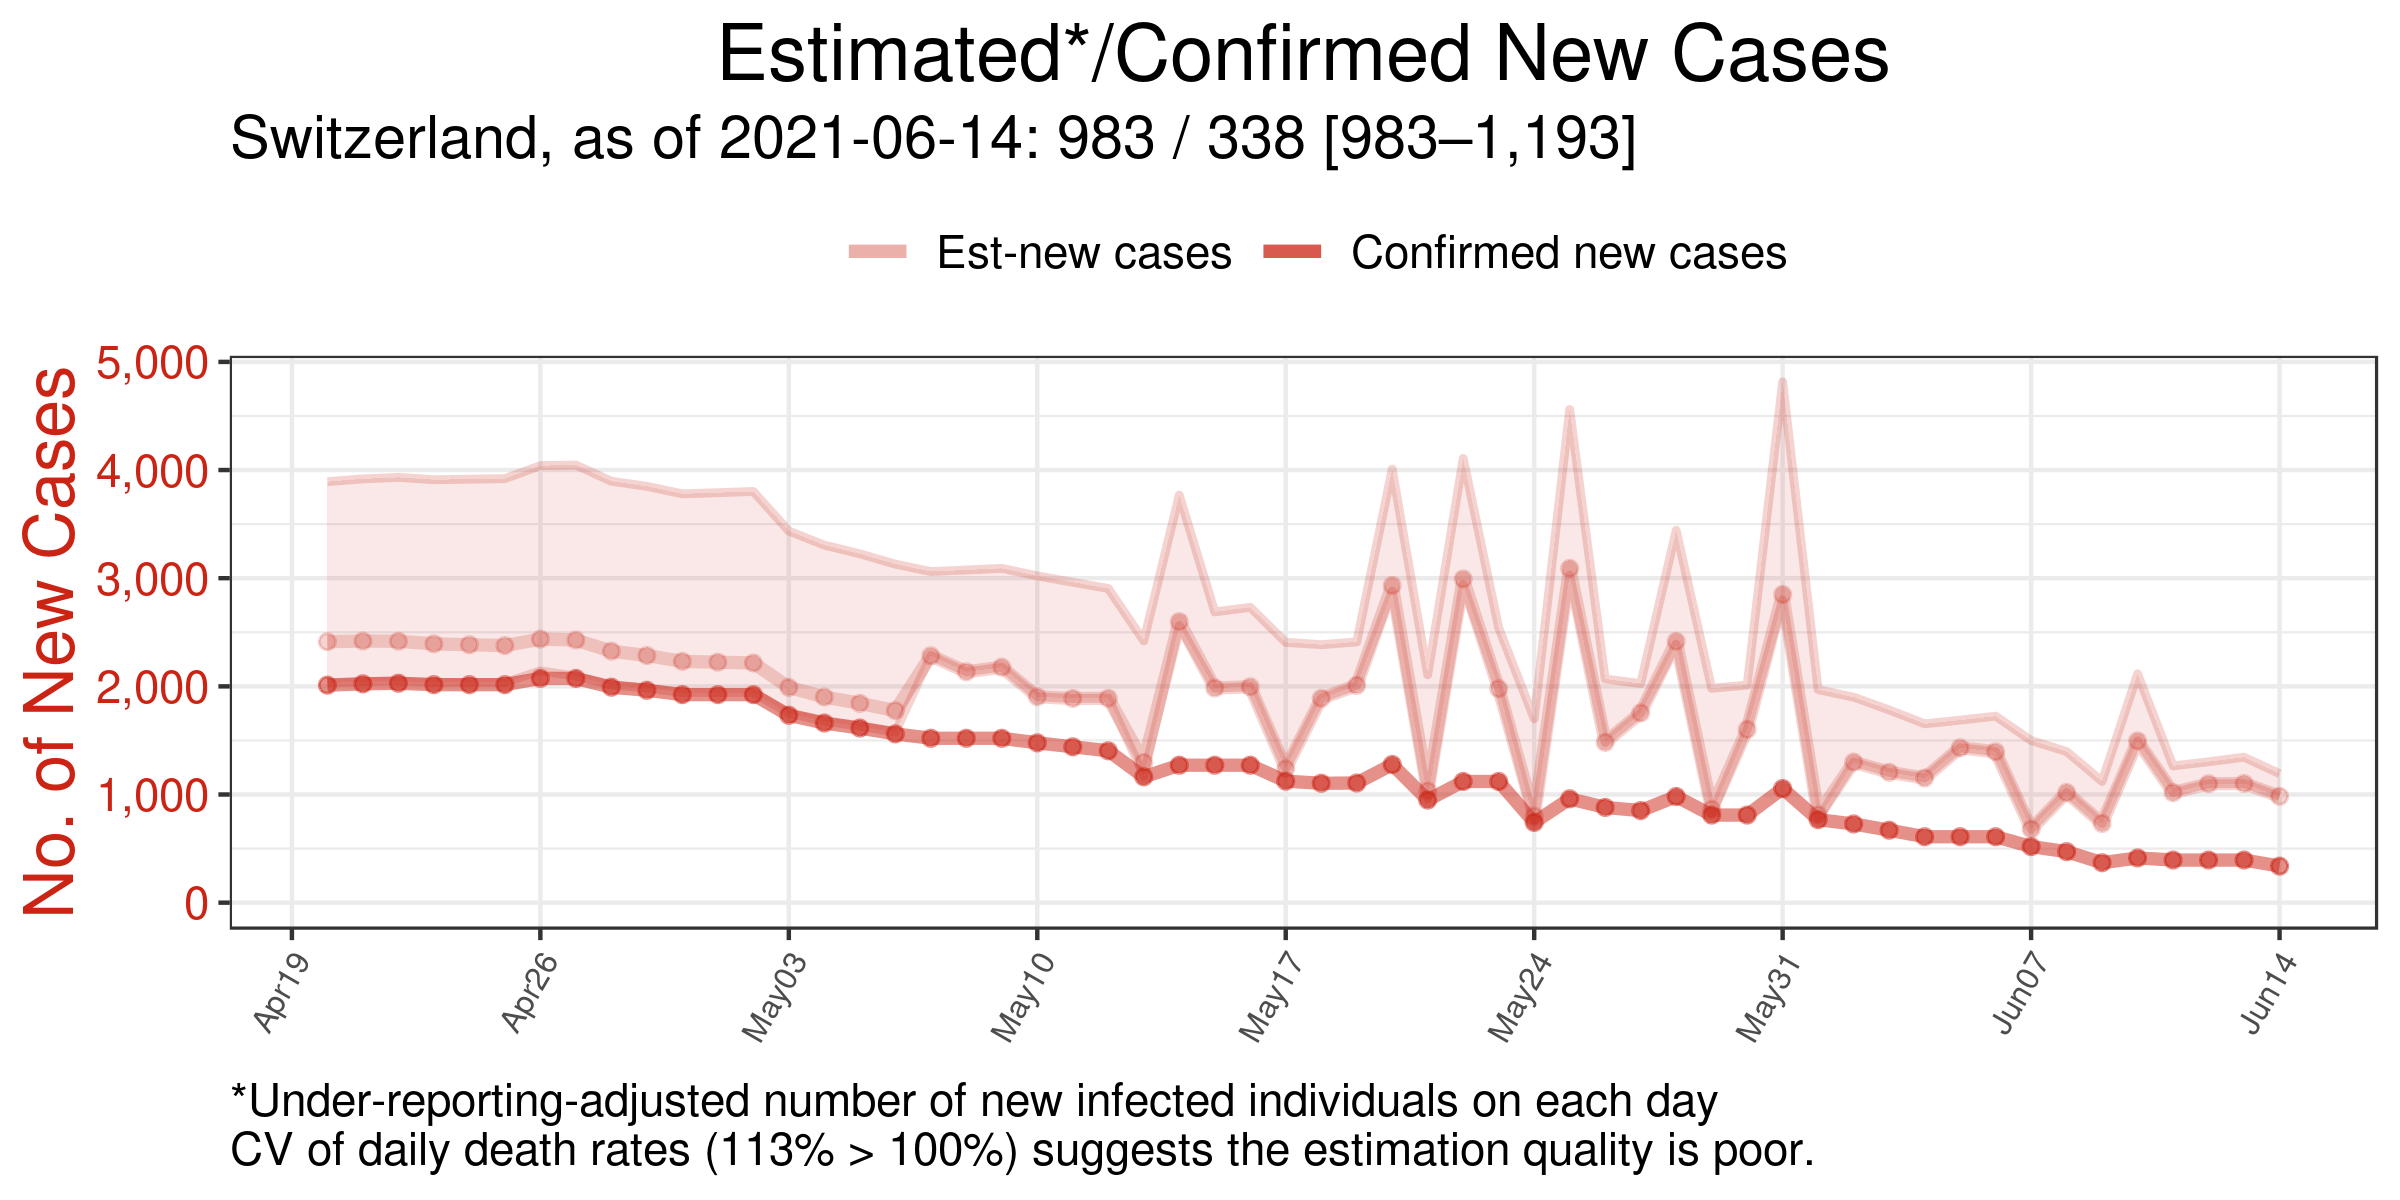 Estimated*/Confirmed New Cases
Switzerland, as of 2021-06-14: 983 / 338 [983–1,193]
Est-new cases
Confirmed new cases
No. of New Cases
5,000
4,000
3,000
2,000
1,000
0
Apr19
Apr26
May03
May10
May17
May24
May31
Jun07
Jun14
*Under-reporting-adjusted number of new infected individuals on each day
CV of daily death rates (113% > 100%) suggests the estimation quality is poor.